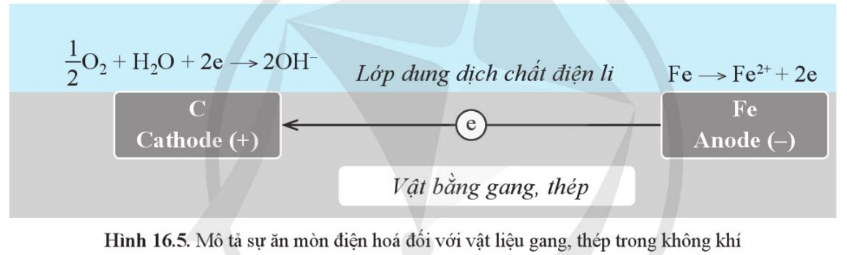 1/2 O₂ + H₂O + 2e → 2OH⁻
Lớp dung dịch chất điện li
Fe → Fe²⁺ + 2e
C
Cathode (+)
e
Fe
Anode (–)
Vật bằng gang, thép
Hình 16.5. Mô tả sự ăn mòn điện hoá đối với vật liệu gang, thép trong không khí